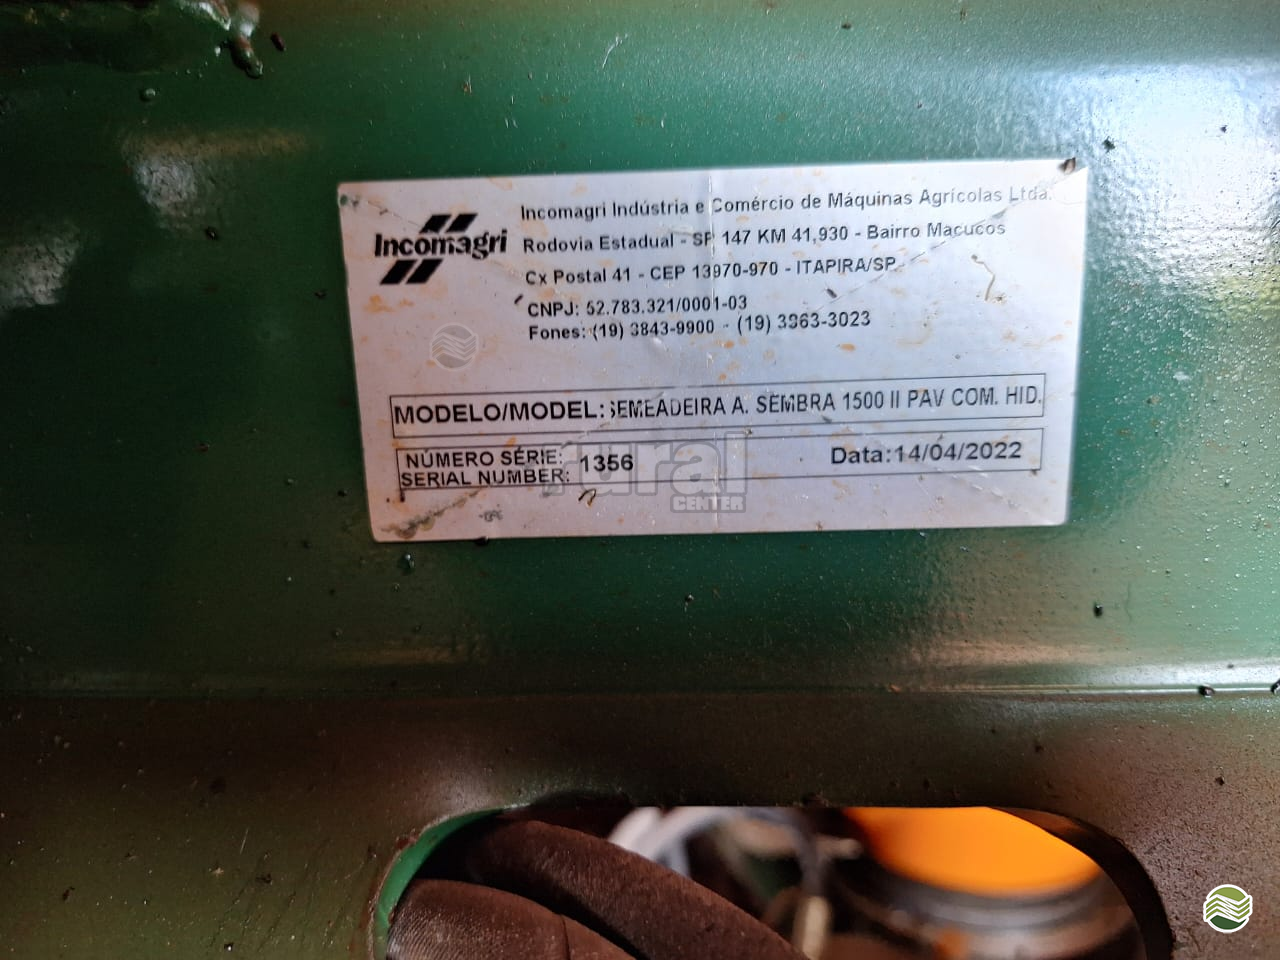 Incomagri
Incomagri Indústria e Comércio de Máquinas Agrícolas Ltda.
Rodovia Estadual - SP 147 KM 41,930 - Bairro Macucos
Cx Postal 41 - CEP 13970-970 - ITAPIRA/SP
CNPJ: 52.783.321/0001-03
Fones: (19) 3843-9900 - (19) 3863-3023
MODELO/MODEL: SEMEADEIRA A. SEMBRA 1500 II PAV COM. HID.
NÚMERO SÉRIE: 1356 Data:14/04/2022
SERIAL NUMBER:
rural
CENTER